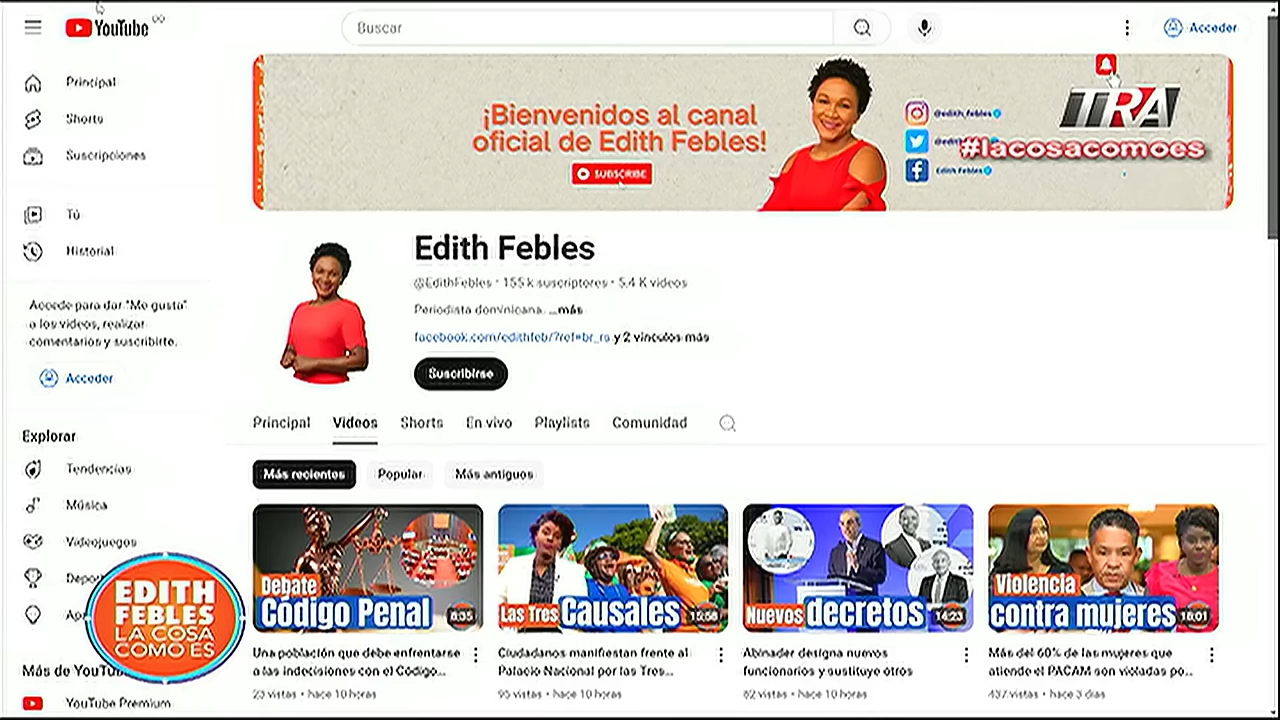 YouTube DO
Buscar
Acceder
Principal
Shorts
Suscripciones
Tú
Historial
Accede para dar "Me gusta"
a los videos, realizar
comentarios y suscribirte.
Acceder
Explorar
Tendencias
Música
Videojuegos
Más de YouTu
YouTube Premium
¡Bienvenidos al canal
oficial de Edith Febles!
SUBSCRIBE
@edith_febles
Edith Febles
TRA
#lacosacomoes
Edith Febles
@EdithFebles • 155 k suscriptores • 5.4 K videos
Periodista dominicana. ...más
facebook.com/edithfeb/?ref=br_rs y 2 vínculos más
Suscribirse
Principal
Videos
Shorts
En vivo
Playlists
Comunidad
Más recientes
Popular
Más antiguos
Debate
Código Penal
8:35
Una población que debe enfrentarse
a las indecisiones con el Código...
23 vistas • hace 10 horas
Las Tres Causales
15:58
Ciudadanos manifiestan frente al
Palacio Nacional por las Tres...
95 vistas • hace 10 horas
Nuevos decretos
14:23
Abinader designa nuevos
funcionarios y sustituye otros
82 vistas • hace 10 horas
Violencia
contra mujeres
18:01
Más del 60% de las mujeres que
atiende el PACAM son violadas po...
437 vistas • hace 3 días
EDITH
FEBLES
LA COSA
COMO ES